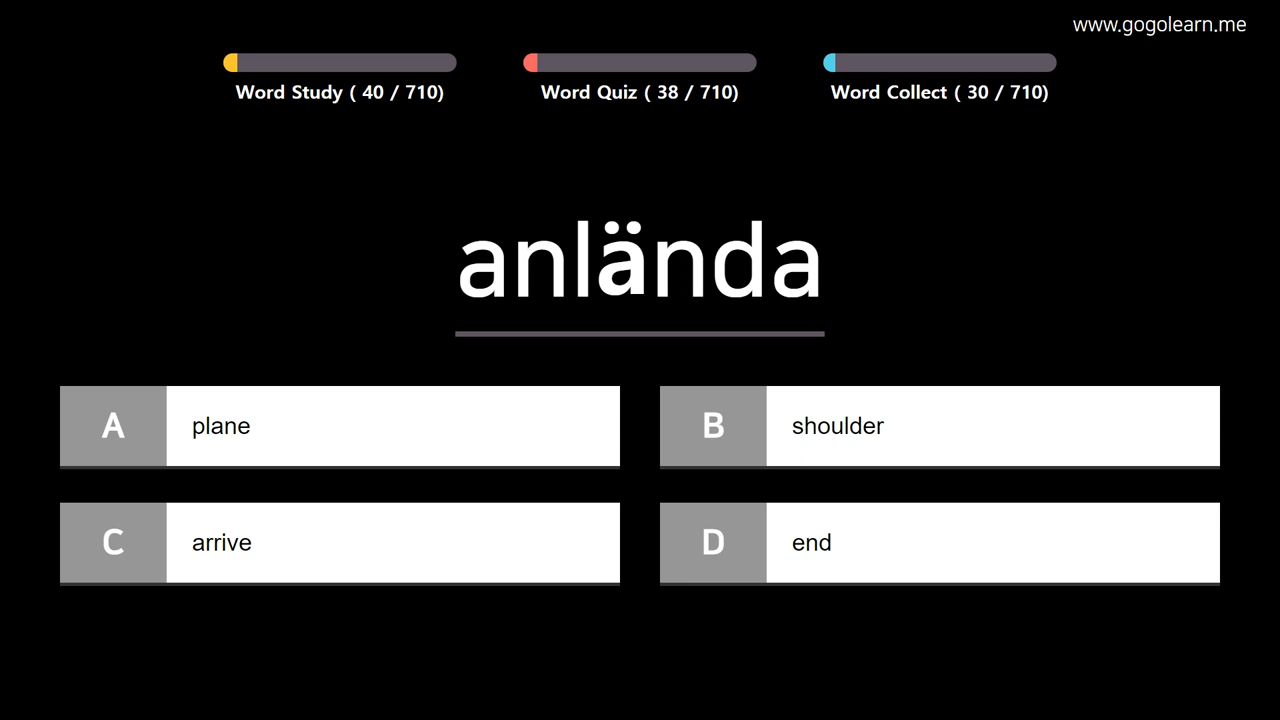 www.gogolearn.me
Word Study ( 40 / 710)
Word Quiz ( 38 / 710)
Word Collect ( 30 / 710)
anlända
A plane
B shoulder
C arrive
D end